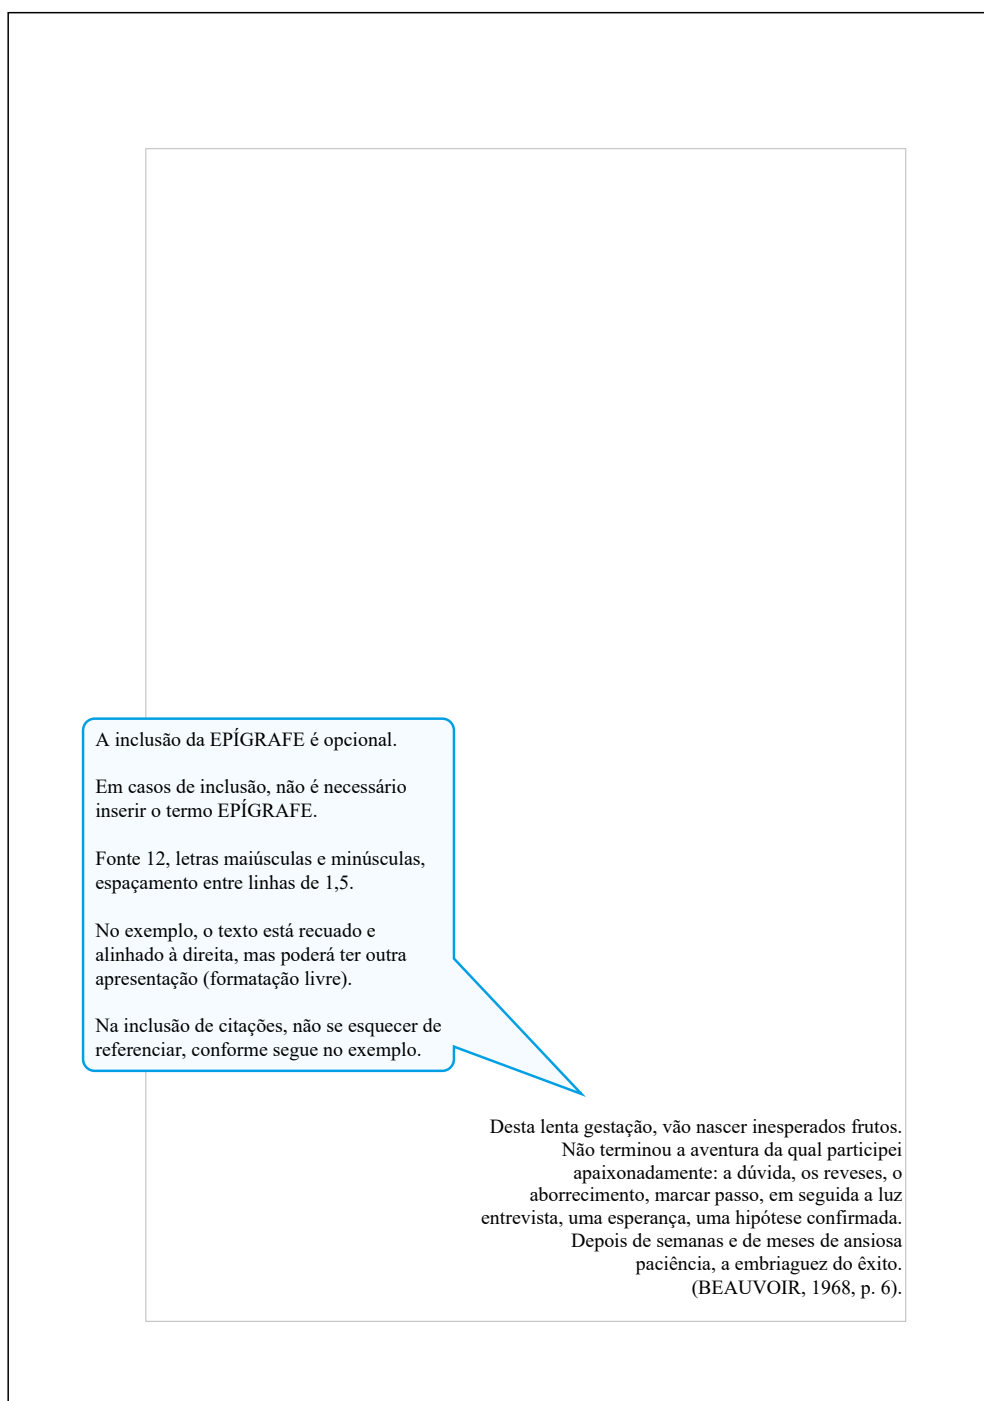 A inclusão da EPÍGRAFE é opcional.
Em casos de inclusão, não é necessário
inserir o termo EPÍGRAFE.
Fonte 12, letras maiúsculas e minúsculas,
espaçamento entre linhas de 1,5.
No exemplo, o texto está recuado e
alinhado à direita, mas poderá ter outra
apresentação (formatação livre).
Na inclusão de citações, não se esquecer de
referenciar, conforme segue no exemplo.
Desta lenta gestação, vão nascer inesperados frutos.
Não terminou a aventura da qual participei
apaixonadamente: a dúvida, os reveses, o
aborrecimento, marcar passo, em seguida a luz
entrevista, uma esperança, uma hipótese confirmada.
Depois de semanas e de meses de ansiosa
paciência, a embriaguez do êxito.
(BEAUVOIR, 1968, p. 6).